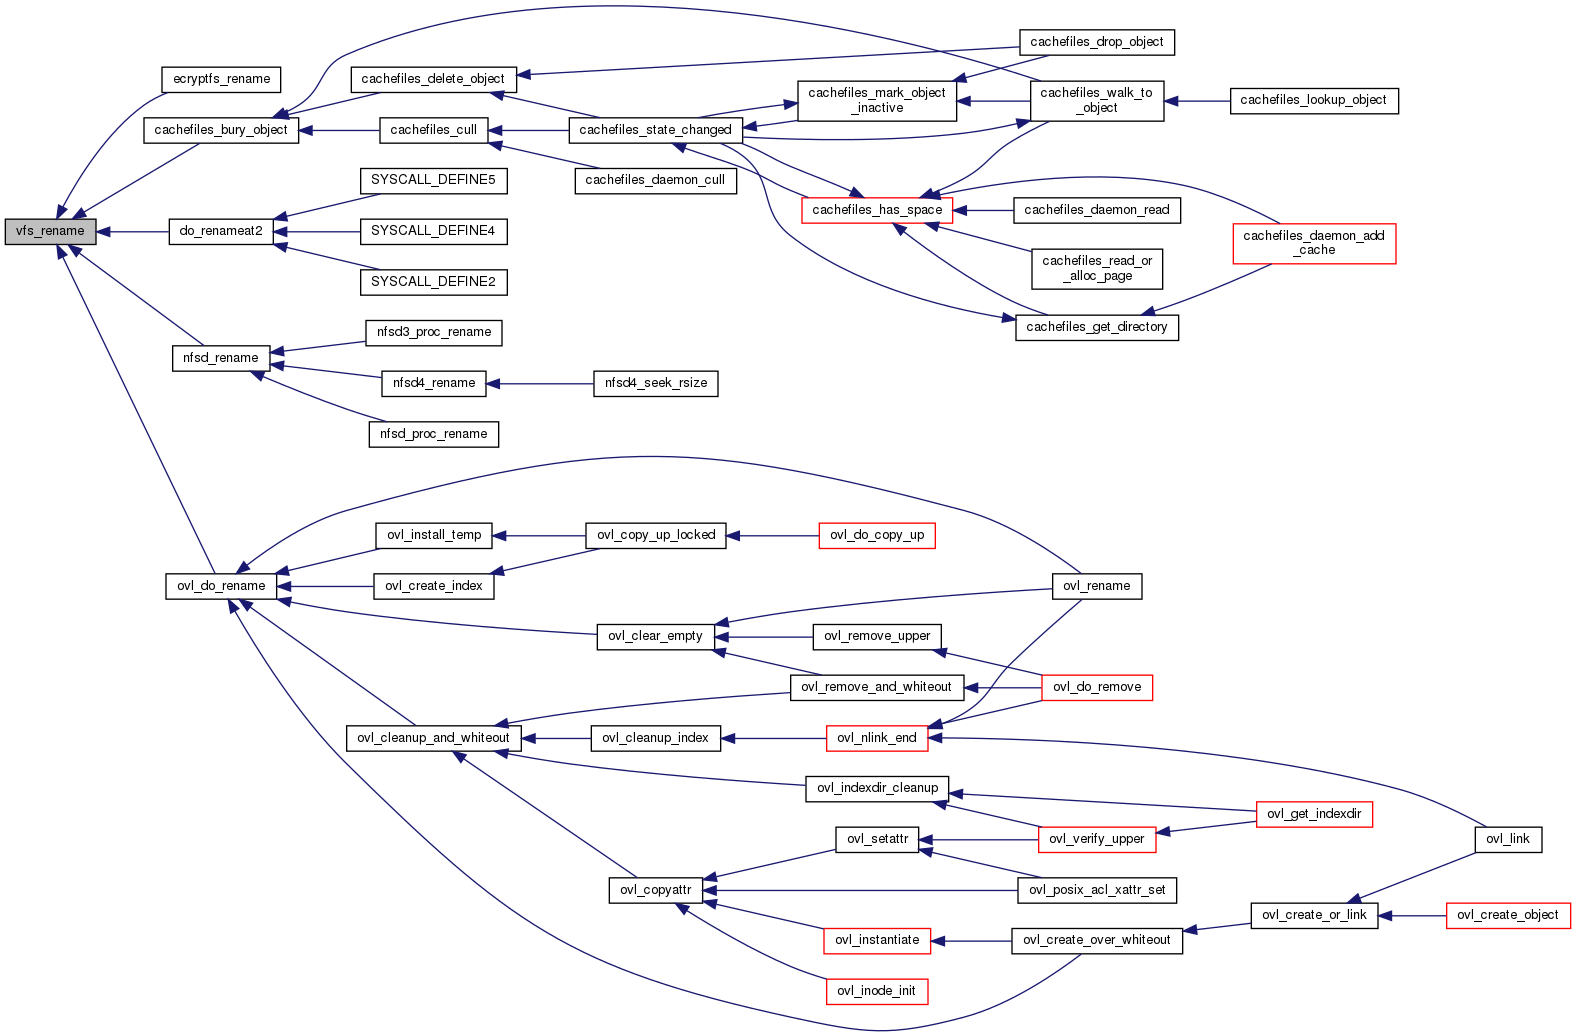 cachefiles_drop_object
ecryptfs_rename
cachefiles_delete_object
cachefiles_mark_object
_inactive
cachefiles_walk_to
_object
cachefiles_lookup_object
cachefiles_bury_object
cachefiles_cull
cachefiles_state_changed
SYSCALL_DEFINE5
cachefiles_daemon_cull
cachefiles_has_space
cachefiles_daemon_read
vfs_rename
do_renameat2
SYSCALL_DEFINE4
cachefiles_daemon_add
_cache
SYSCALL_DEFINE2
cachefiles_read_or
_alloc_page
nfsd3_proc_rename
cachefiles_get_directory
nfsd_rename
nfsd4_rename
nfsd4_seek_rsize
nfsd_proc_rename
ovl_install_temp
ovl_copy_up_locked
ovl_do_copy_up
ovl_do_rename
ovl_create_index
ovl_rename
ovl_clear_empty
ovl_remove_upper
ovl_remove_and_whiteout
ovl_do_remove
ovl_cleanup_and_whiteout
ovl_cleanup_index
ovl_nlink_end
ovl_indexdir_cleanup
ovl_get_indexdir
ovl_setattr
ovl_verify_upper
ovl_link
ovl_copyattr
ovl_posix_acl_xattr_set
ovl_create_or_link
ovl_create_object
ovl_instantiate
ovl_create_over_whiteout
ovl_inode_init